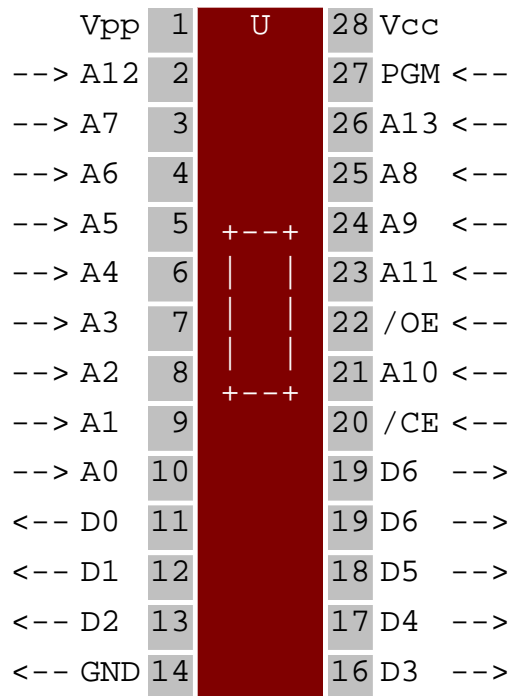 Vpp 1 U 28 Vcc
--> A12 2 27 PGM <--
--> A7 3 26 A13 <--
--> A6 4 25 A8 <--
--> A5 5 +--+ 24 A9 <--
--> A4 6 | | 23 A11 <--
--> A3 7 | | 22 /OE <--
--> A2 8 | | 21 A10 <--
--> A1 9 +--+ 20 /CE <--
--> A0 10 19 D6 -->
<-- D0 11 19 D6 -->
<-- D1 12 18 D5 -->
<-- D2 13 17 D4 -->
<-- GND 14 16 D3 -->